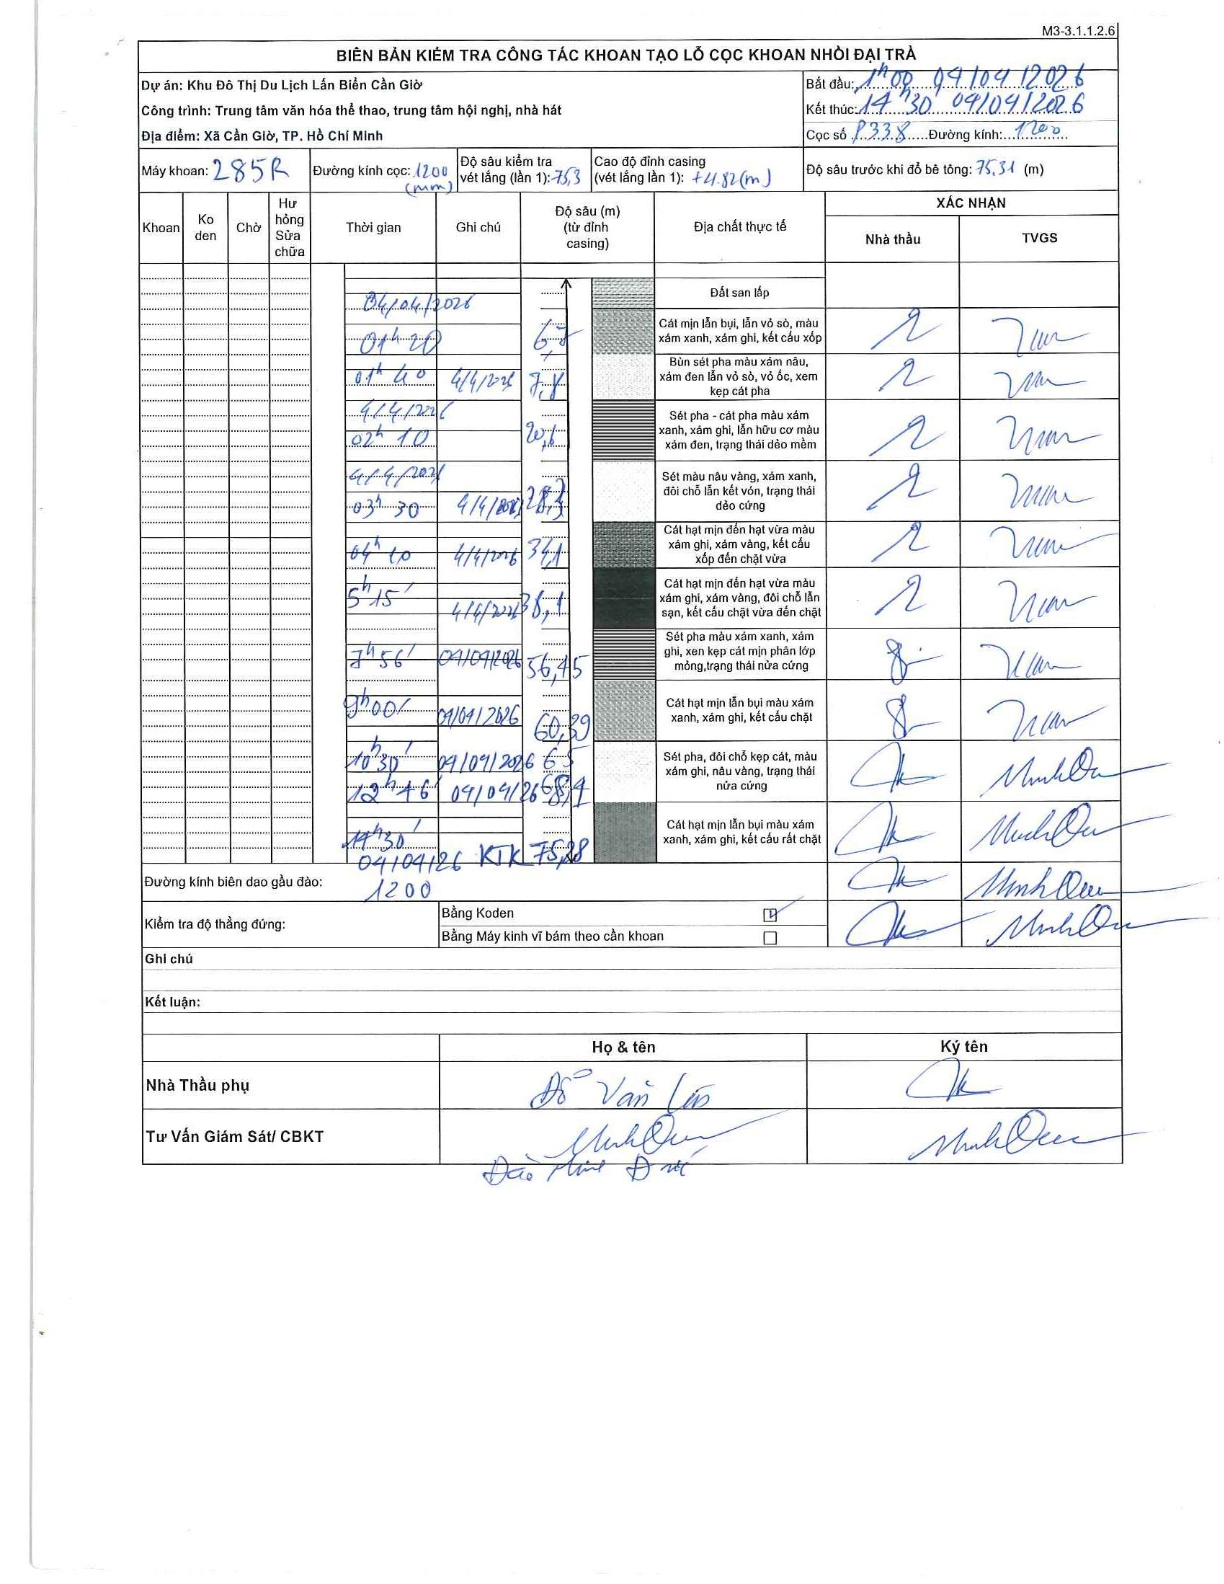 M3-3.1.1.2.6
BIÊN BẢN KIỂM TRA CÔNG TÁC KHOAN TẠO LỖ CỌC KHOAN NHỒI ĐẠI TRÀ
Dự án: Khu Đô Thị Du Lịch Lấn Biển Cần Giờ
Bắt đầu: 1h00 04/04/2026
Công trình: Trung tâm văn hóa thể thao, trung tâm hội nghị, nhà hát
Kết thúc: 14h30' 04/04/2026
Địa điểm: Xã Cần Giờ, TP. Hồ Chí Minh
Cọc số P338 Đường kính: 1200
Máy khoan: 285R
Đường kính cọc: 1200 (mm)
Độ sâu kiểm tra vét lắng (lần 1): 75,3
Cao độ đỉnh casing (vét lắng lần 1): +4.82 (m)
Độ sâu trước khi đổ bê tông: 75,31 (m)
Khoan
Ko đen
Chờ
Hư hỏng Sửa chữa
Thời gian
Ghi chú
Độ sâu (m) (từ đỉnh casing)
Địa chất thực tế
XÁC NHẬN
Nhà thầu
TVGS
Đất san lấp
04/04/2026
01h 20
Cát mịn lẫn bụi, lẫn vỏ sò, màu
xám xanh, xám ghi, kết cấu xốp
01h 40 4/4/2026 7,8
Bùn sét pha màu xám nâu,
xám đen lẫn vỏ sò, vỏ ốc, xem
kẹp cát pha
4/4/2026
02h 10 20,6
Sét pha - cát pha màu xám
xanh, xám ghi, lẫn hữu cơ màu
xám đen, trạng thái dẻo mềm
4/4/2026
03h 30 4/4/2026 28,3
Sét màu nâu vàng, xám xanh,
đôi chỗ lẫn kết vón, trạng thái
dẻo cứng
04h 10 4/4/2026 34,1
Cát hạt mịn đến hạt vừa màu
xám ghi, xám vàng, kết cấu
xốp đến chặt vừa
5h15' 4/4/2026 38,1
Cát hạt mịn đến hạt vừa màu
xám ghi, xám vàng, đôi chỗ lẫn
sạn, kết cấu chặt vừa đến chặt
7h56' 04/04/2026 56,45
Sét pha màu xám xanh, xám
ghi, xen kẹp cát mịn phân lớp
mỏng,trạng thái nửa cứng
9h00' 04/04/2026 60,39
Cát hạt mịn lẫn bụi màu xám
xanh, xám ghi, kết cấu chặt
10h30' 04/04/2026 65
12h46' 04/04/26 68,1
Sét pha, đôi chỗ kẹp cát, màu
xám ghi, nâu vàng, trạng thái
nửa cứng
14h30'
04/04/26 KTK 75,28
Cát hạt mịn lẫn bụi màu xám
xanh, xám ghi, kết cấu rất chặt
Đường kính biên dao gầu đào: 1200
Kiểm tra độ thẳng đứng:
Bằng Koden
Bằng Máy kinh vĩ bám theo cần khoan
Ghi chú
Kết luận:
Họ & tên
Ký tên
Nhà Thầu phụ
Đỗ Văn
Tư Vấn Giám Sát/ CBKT
Đào Minh Đức